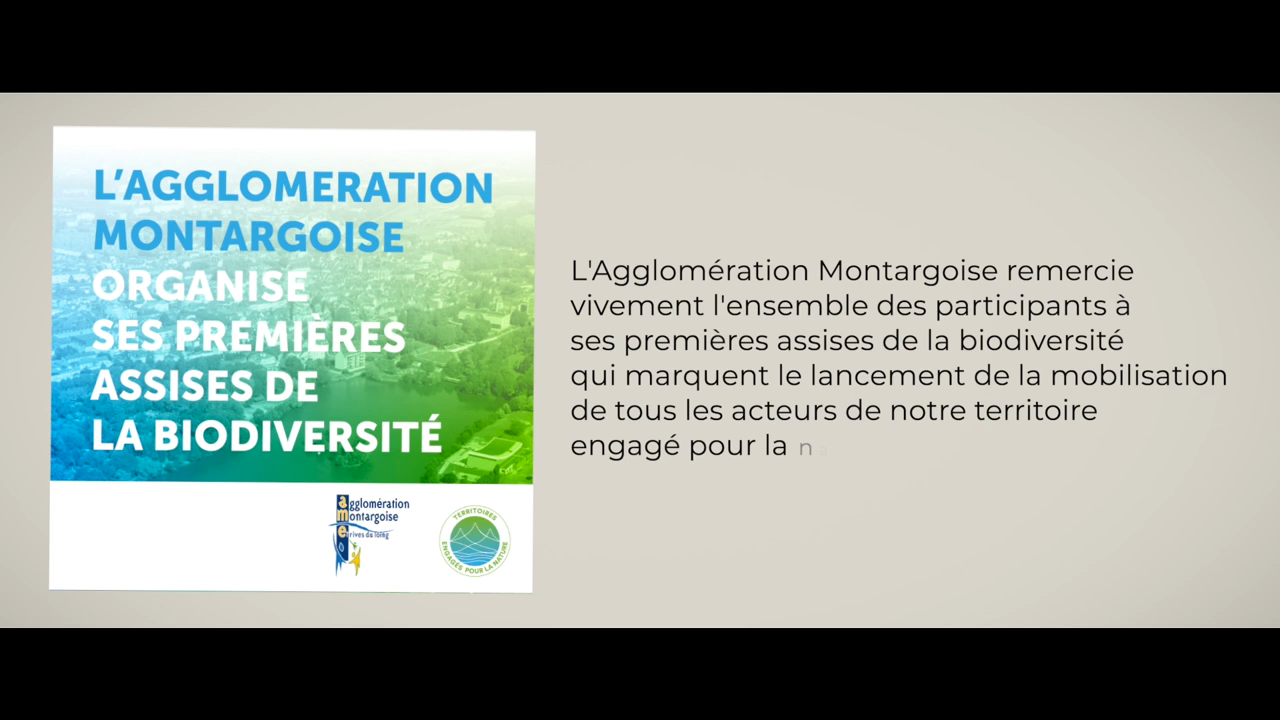 L'AGGLOMERATION
MONTARGOISE
ORGANISE
SES PREMIÈRES
ASSISES DE
LA BIODIVERSITÉ
agglomération
montargoise
rives du loing
TERRITOIRES
ENGAGÉS POUR LA NATURE
L'Agglomération Montargoise remercie
vivement l'ensemble des participants à
ses premières assises de la biodiversité
qui marquent le lancement de la mobilisation
de tous les acteurs de notre territoire
engagé pour la n